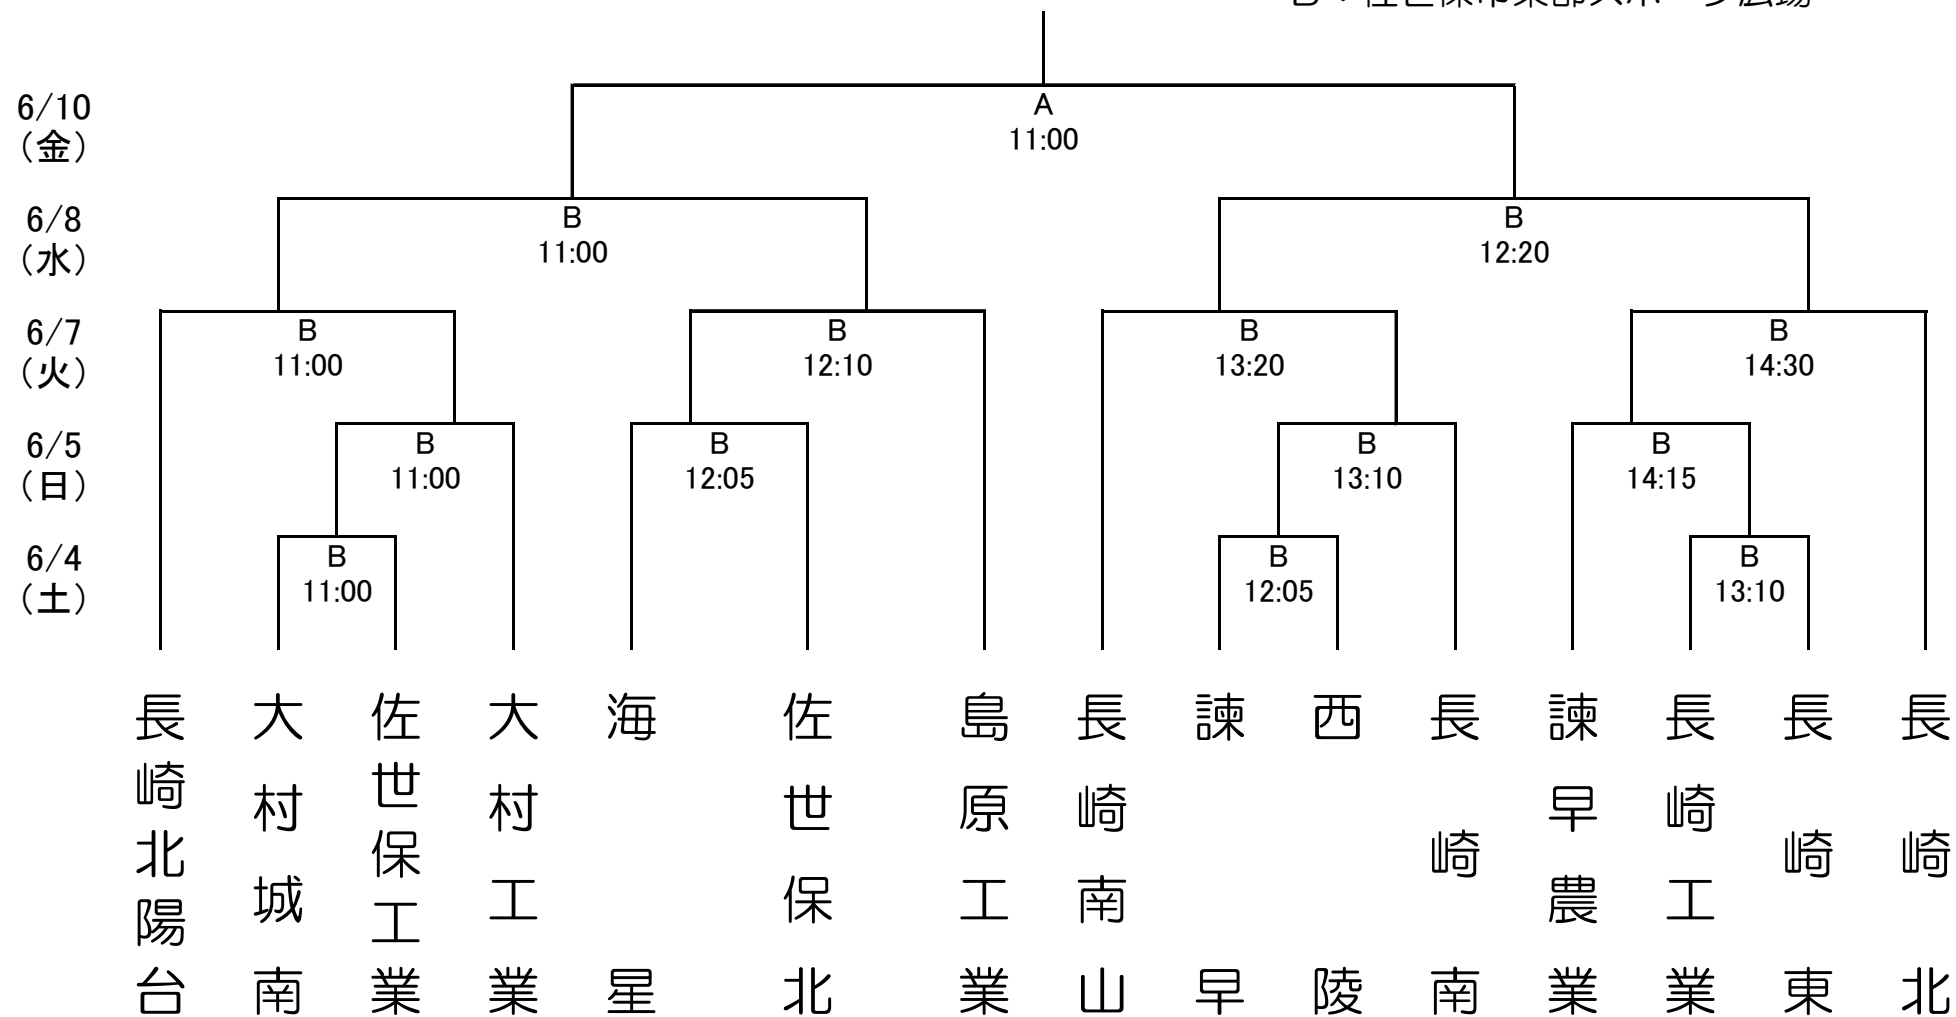 6/10
（金）
A
11:00
6/8
（水）
B
11:00
B
12:20
6/7
（火）
B
11:00
B
12:10
B
13:20
B
14:30
6/5
（日）
B
11:00
B
12:05
B
13:10
B
14:15
6/4
（土）
B
11:00
B
12:05
B
13:10
長崎北陽台
大村城南
佐世保工業
大村工業
海星
佐世保北
島原工業
長崎南山
諫早
西陵
長崎南
諫早農業
長崎工業
長崎東
長崎北